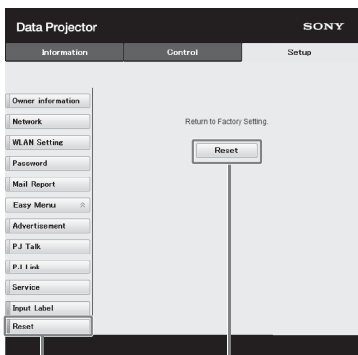 Data Projector
SONY
Information Control Setup
Owner information
Network
WLAN Setting
Password
Mail Report
Easy Menu
Advertisement
PJ Talk
PJ Link
Service
Input Label
Reset
Return to Factory Setting.
Reset